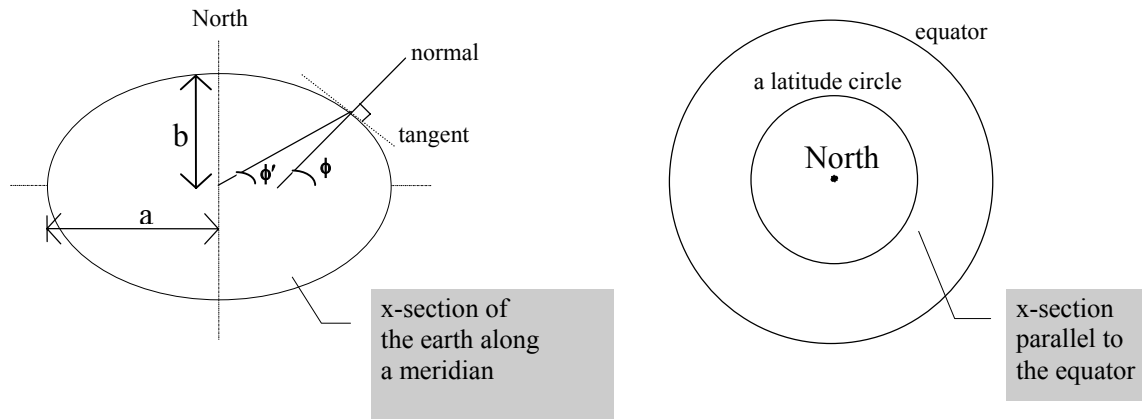 North
normal
tangent
b
ϕ'
ϕ
a
x-section of
the earth along
a meridian
equator
a latitude circle
North
x-section
parallel to
the equator